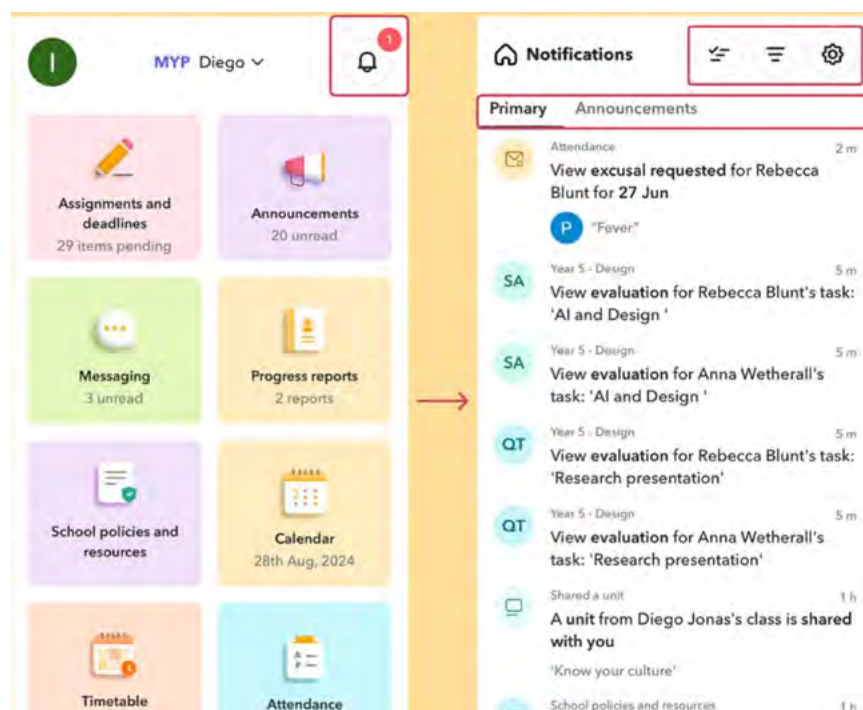 I
MYP Diego
1
Assignments and
deadlines
29 items pending
Announcements
20 unread
Messaging
3 unread
Progress reports
2 reports
School policies and
resources
Calendar
28th Aug, 2024
Timetable
Attendance
Notifications
Primary Announcements
Attendance 2 m
View excusal requested for Rebecca
Blunt for 27 Jun
P "Fever"
SA
Year 5 - Design 5 m
View evaluation for Rebecca Blunt's task:
'AI and Design '
SA
Year 5 - Design 5 m
View evaluation for Anna Wetherall's
task: 'AI and Design '
QT
Year 5 - Design 5 m
View evaluation for Rebecca Blunt's task:
'Research presentation'
QT
Year 5 - Design 5 m
View evaluation for Anna Wetherall's
task: 'Research presentation'
Shared a unit 1 h
A unit from Diego Jonas's class is shared
with you
'Know your culture'
School policies and resources 1 h